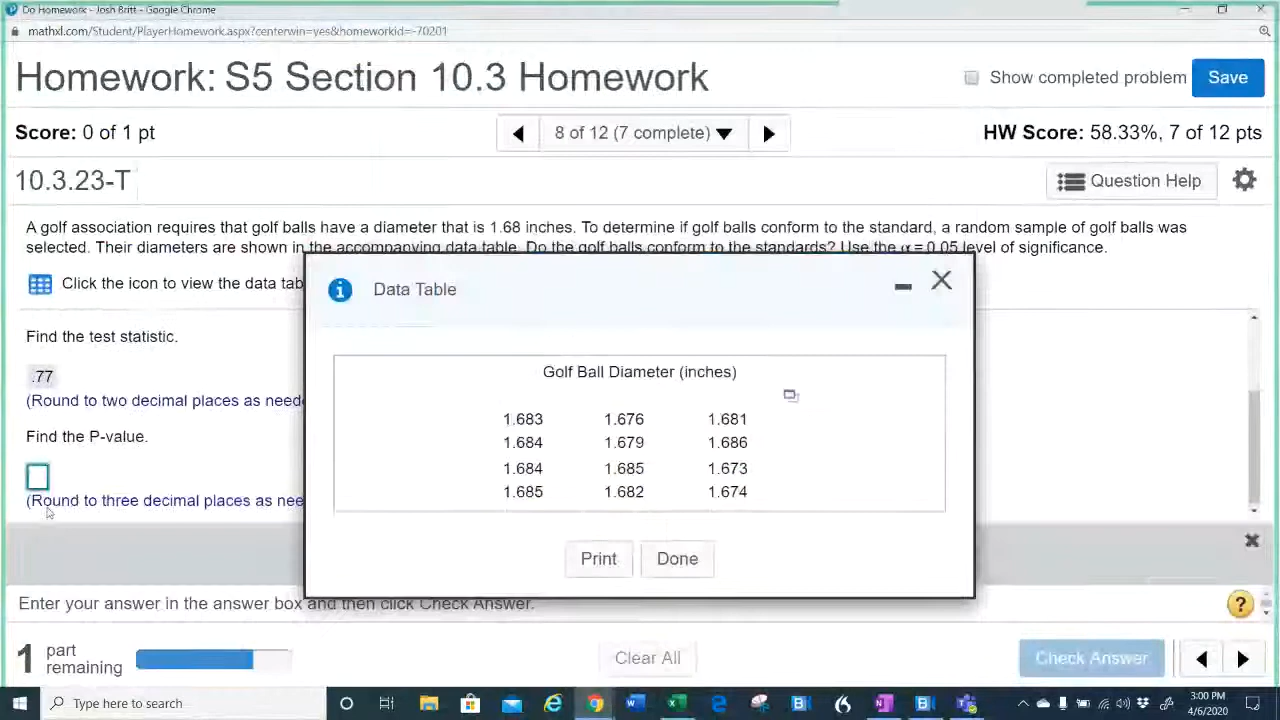 Do Homework - Josh Britt - Google Chrome
mathxl.com/Student/PlayerHomework.aspx?centerwin=yes&homeworkid=-70201
Homework: S5 Section 10.3 Homework
Show completed problem
Save
Score: 0 of 1 pt
8 of 12 (7 complete)
HW Score: 58.33%, 7 of 12 pts
10.3.23-T
Question Help
A golf association requires that golf balls have a diameter that is 1.68 inches. To determine if golf balls conform to the standard, a random sample of golf balls was
selected. Their diameters are shown in the accompanying data table. Do the golf balls conform to the standards? Use the α = 0.05 level of significance.
Click the icon to view the data tab
Data Table
Find the test statistic.
.77
(Round to two decimal places as neede
Find the P-value.
(Round to three decimal places as nee
Golf Ball Diameter (inches)
1.683 1.676 1.681
1.684 1.679 1.686
1.684 1.685 1.673
1.685 1.682 1.674
Print
Done
Enter your answer in the answer box and then click Check Answer.
?
1 part remaining
Clear All
Check Answer
Type here to search
3:00 PM
4/6/2020